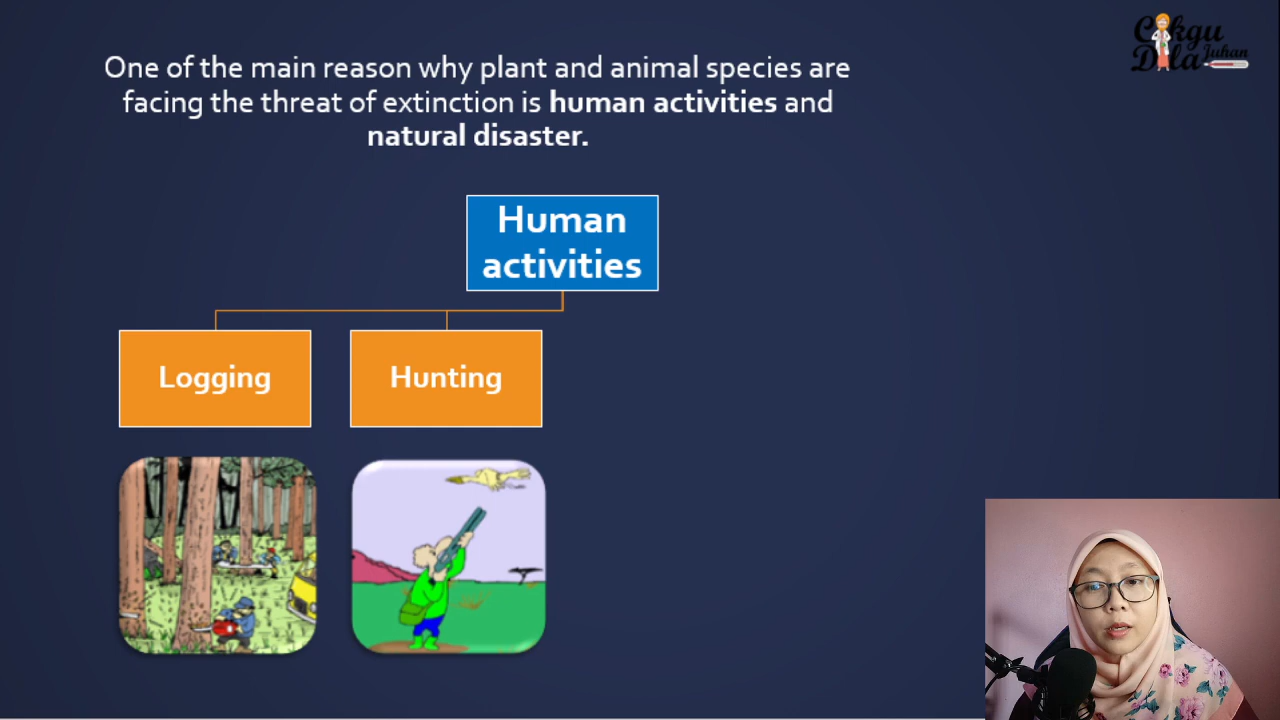 Cikgu
Dila Juhan
One of the main reason why plant and animal species are
facing the threat of extinction is human activities and
natural disaster.
Human
activities
Logging
Hunting